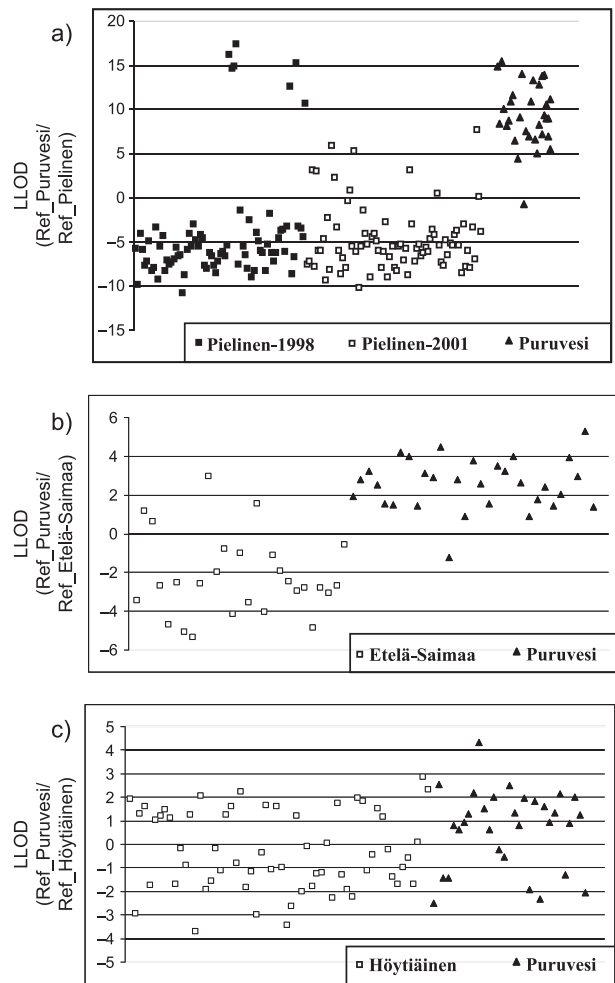 a)
LLOD
(Ref_Puruvesi/
Ref_Pielinen)
20
15
10
5
0
−5
−10
−15
Pielinen-1998 Pielinen-2001 Puruvesi
b)
LLOD
(Ref_Puruvesi/
Ref_Etelä-Saimaa)
6
4
2
0
−2
−4
−6
Etelä-Saimaa Puruvesi
c)
LLOD
(Ref_Puruvesi/
Ref_Höytiäinen)
5
4
3
2
1
0
−1
−2
−3
−4
−5
Höytiäinen Puruvesi